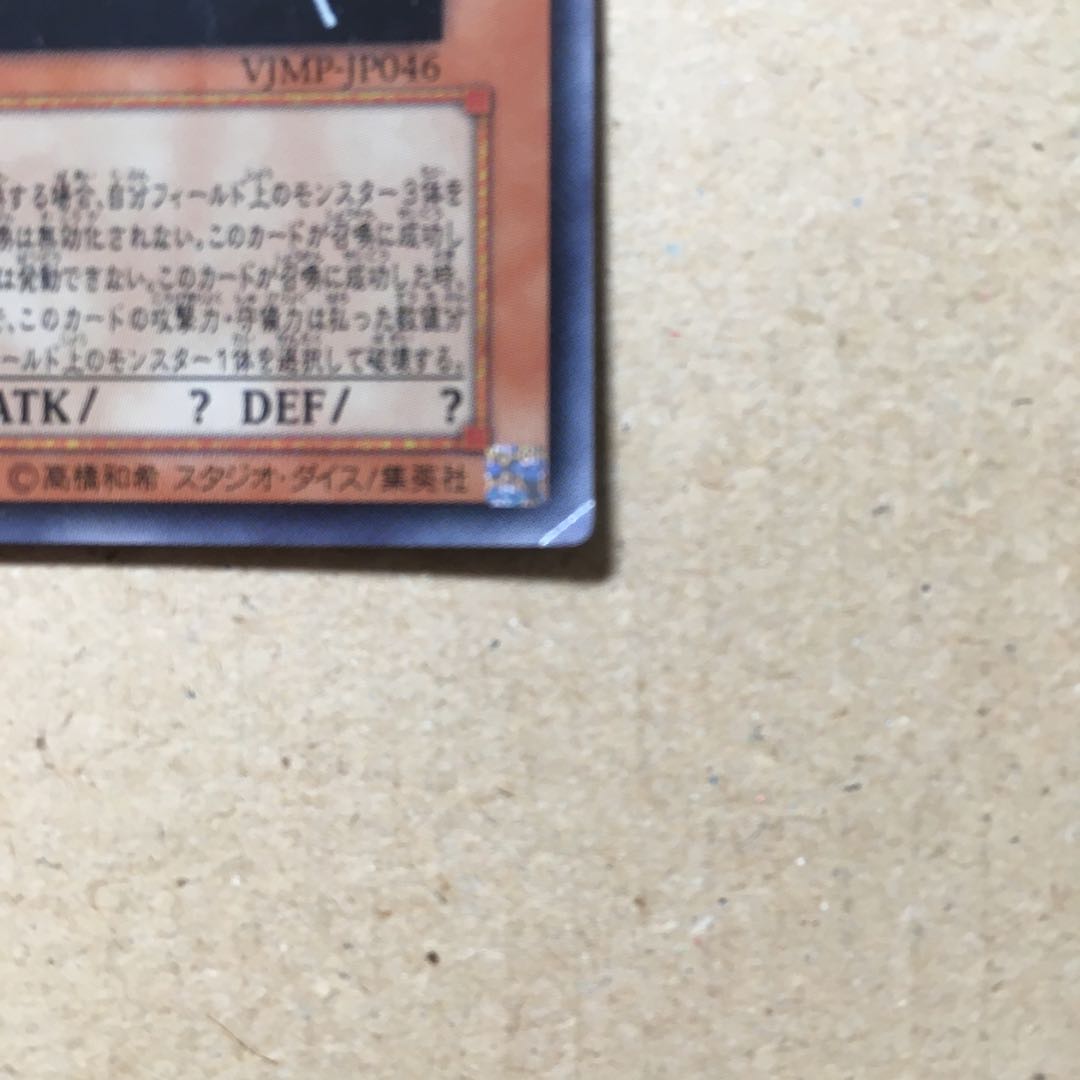 VJMP-JP046
する場合、自分フィールド上のモンスター3体を
は無効化されない。このカードが召喚に成功し
は発動できない。このカードが召喚に成功した時、
、このカードの攻撃力・守備力は払った数値分
ールド上のモンスター1体を選択して破壊する。
ATK/ ? DEF/ ?
©高橋和希 スタジオ・ダイス/集英社